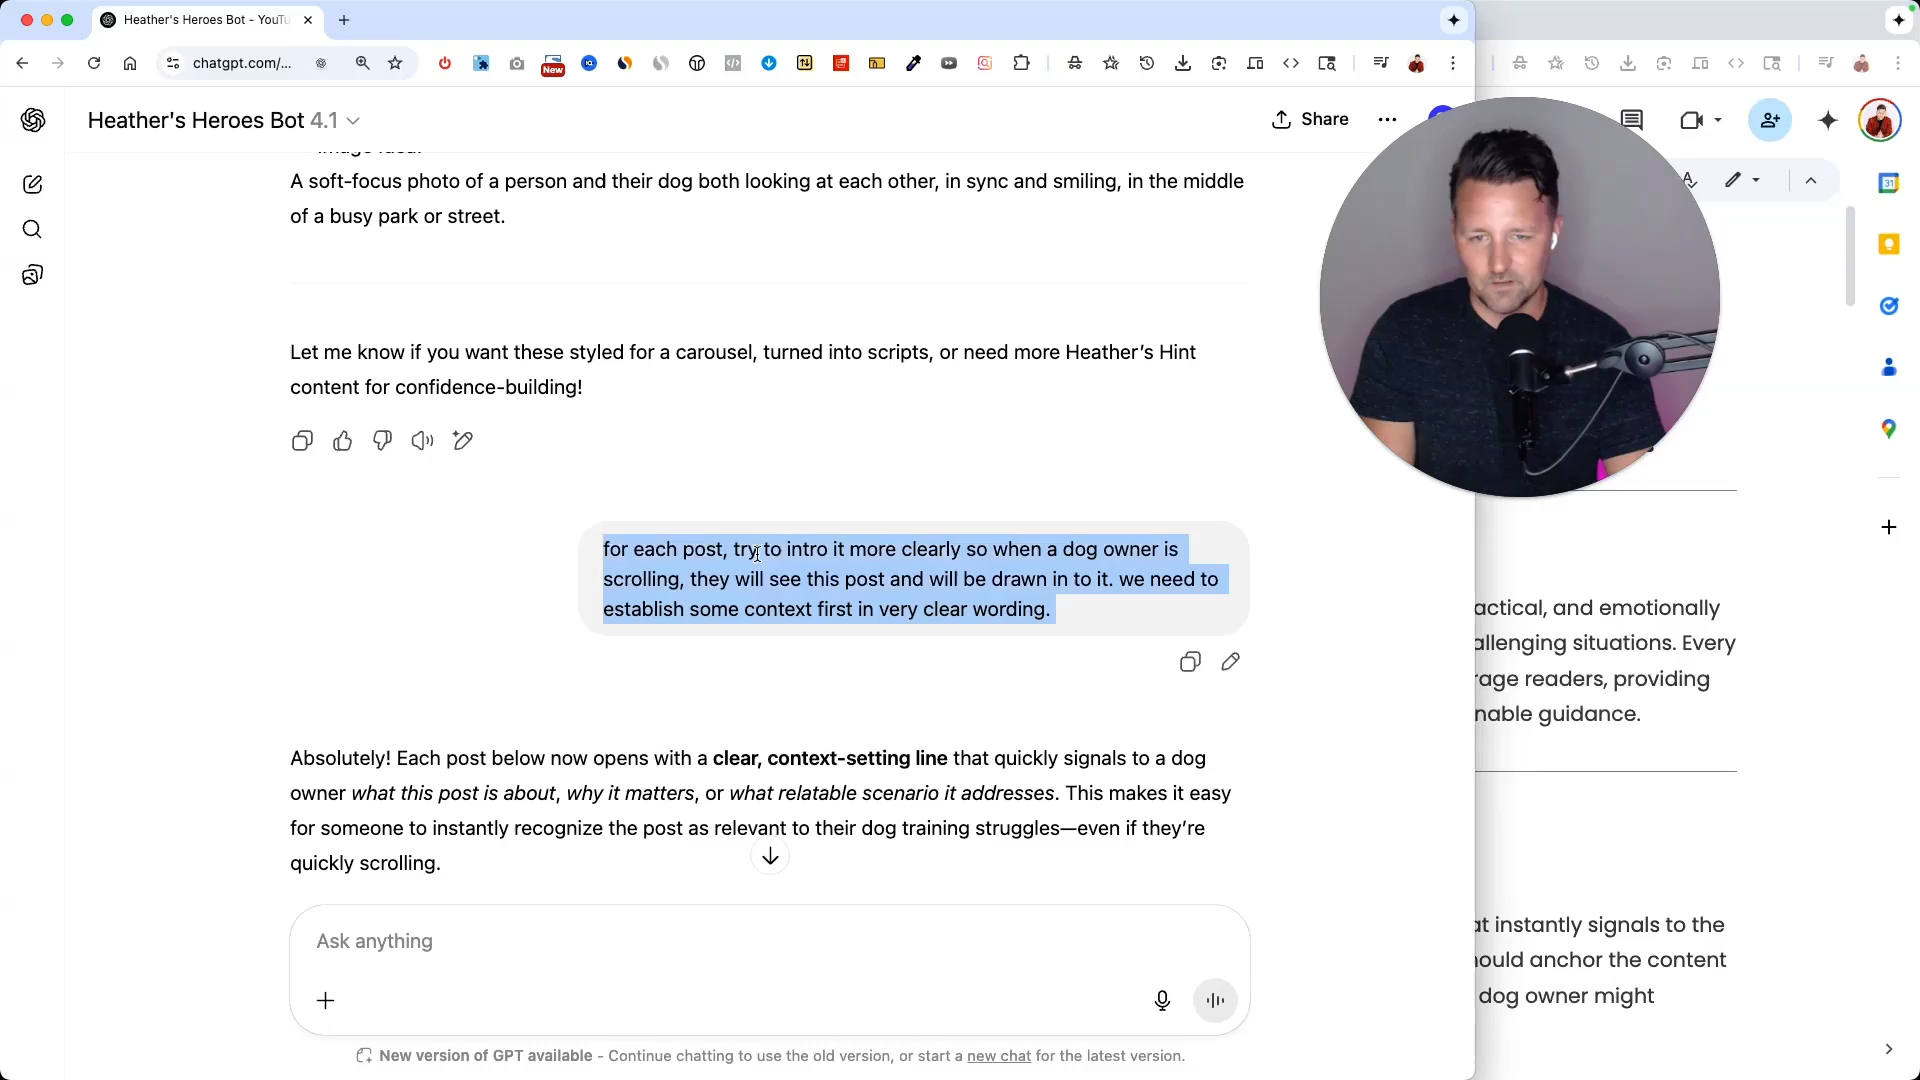 Heather's Heroes Bot - YouTu
chatgpt.com/...
New
Heather's Heroes Bot 4.1
Share
A soft-focus photo of a person and their dog both looking at each other, in sync and smiling, in the middle
of a busy park or street.
Let me know if you want these styled for a carousel, turned into scripts, or need more Heather’s Hint
content for confidence-building!
for each post, try to intro it more clearly so when a dog owner is
scrolling, they will see this post and will be drawn in to it. we need to
establish some context first in very clear wording.
Absolutely! Each post below now opens with a clear, context-setting line that quickly signals to a dog
owner what this post is about, why it matters, or what relatable scenario it addresses. This makes it easy
for someone to instantly recognize the post as relevant to their dog training struggles—even if they’re
quickly scrolling.
Ask anything
New version of GPT available - Continue chatting to use the old version, or start a new chat for the latest version.
31
actical, and emotionally
allenging situations. Every
rage readers, providing
nable guidance.
at instantly signals to the
hould anchor the content
dog owner might